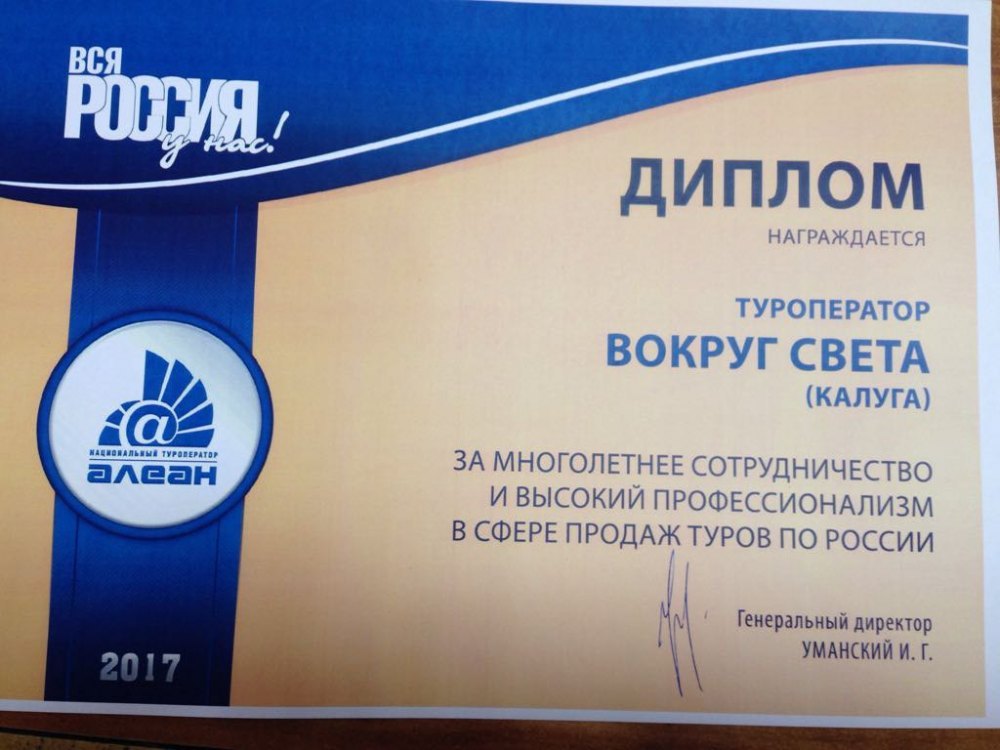 ВСЯ
РОССИЯ
у нас!
ДИПЛОМ
НАГРАЖДАЕТСЯ
ТУРОПЕРАТОР
ВОКРУГ СВЕТА
(КАЛУГА)
@
НАЦИОНАЛЬНЫЙ ТУРОПЕРАТОР
алеан
ЗА МНОГОЛЕТНЕЕ СОТРУДНИЧЕСТВО
И ВЫСОКИЙ ПРОФЕССИОНАЛИЗМ
В СФЕРЕ ПРОДАЖ ТУРОВ ПО РОССИИ
Генеральный директор
УМАНСКИЙ И. Г.
2017